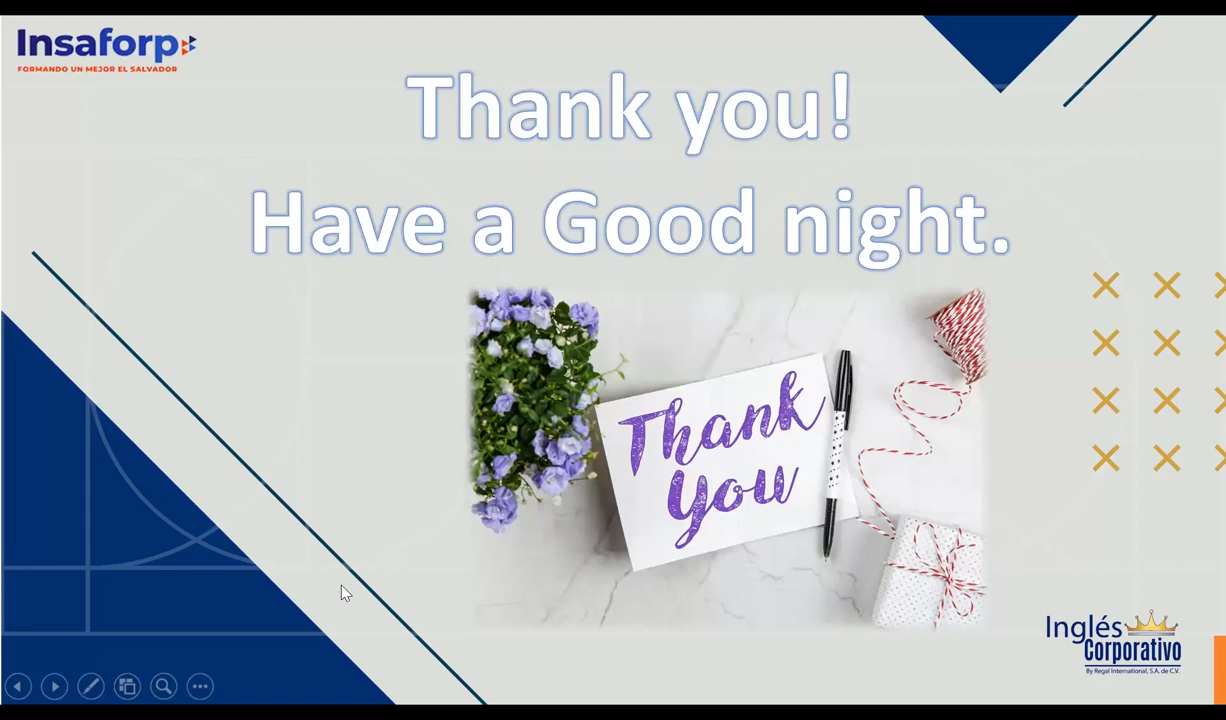 Insaforp
FORMANDO UN MEJOR EL SALVADOR
Thank you!
Have a Good night.
Thank
You
Inglés
Corporativo
By Regal International, S.A. de C.V.